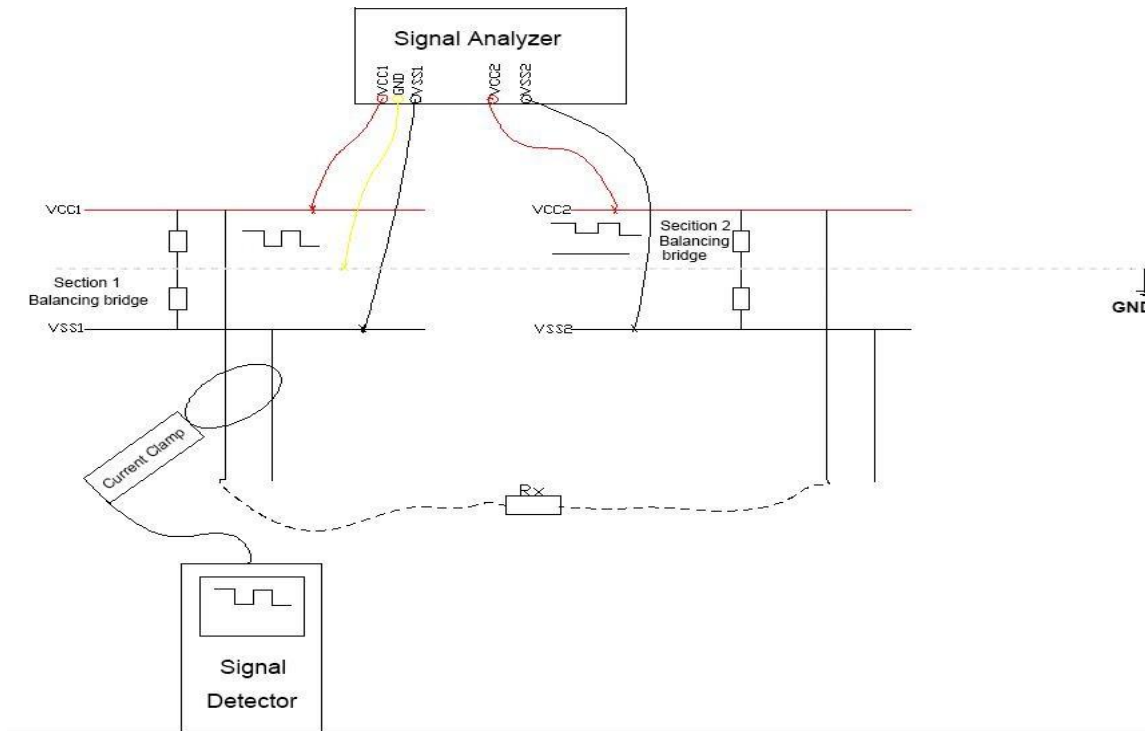 Signal Analyzer
VCC1
GND
VSS1
VCC2
VSS2
VCC1
VCC2
Secition 2
Balancing
bridge
Section 1
Balancing bridge
GND
VSS1
VSS2
Current Clamp
Rx
Signal
Detector